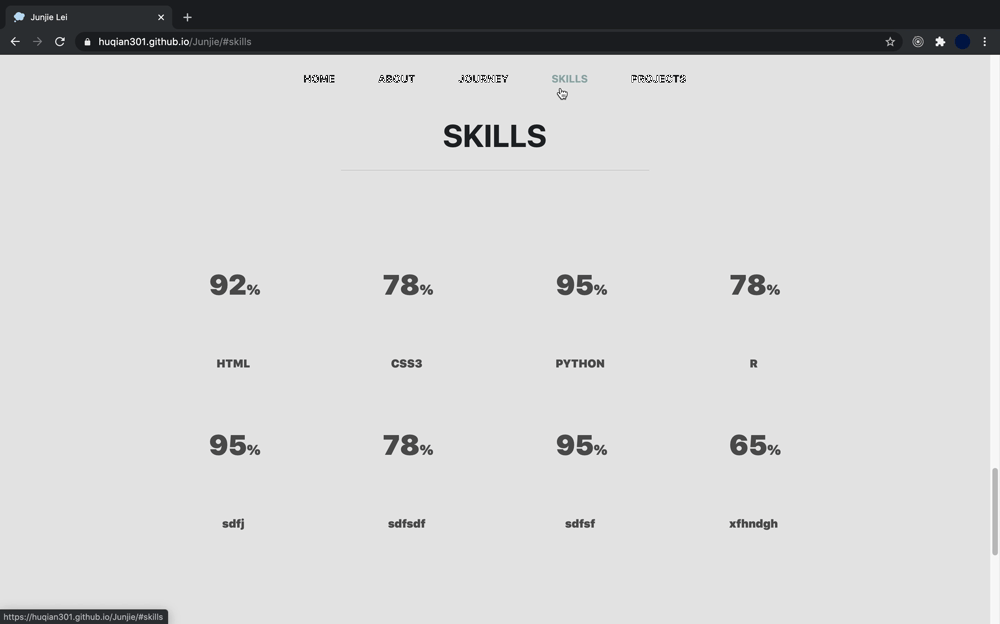 Junjie Lei
huqian301.github.io/Junjie/#skills
HOME ABOUT JOURNEY SKILLS PROJECTS
SKILLS
92% 78% 95% 78%
HTML CSS3 PYTHON R
95% 78% 95% 65%
sdfj sdfsdf sdfsf xfhndgh
https://huqian301.github.io/Junjie/#skills